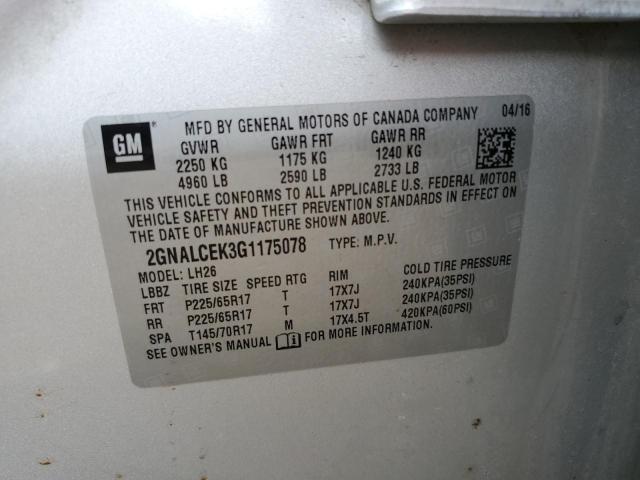 MFD BY GENERAL MOTORS OF CANADA COMPANY 04/16
GM
GVWR GAWR FRT GAWR RR
2250 KG 1175 KG 1240 KG
4960 LB 2590 LB 2733 LB
THIS VEHICLE CONFORMS TO ALL APPLICABLE U.S. FEDERAL MOTOR
VEHICLE SAFETY AND THEFT PREVENTION STANDARDS IN EFFECT ON
THE DATE OF MANUFACTURE SHOWN ABOVE.
2GNALCEK3G1175078 TYPE: M.P.V.
MODEL: LH26
LBBZ TIRE SIZE SPEED RTG RIM COLD TIRE PRESSURE
FRT P225/65R17 T 17X7J 240KPA(35PSI)
RR P225/65R17 T 17X7J 240KPA(35PSI)
SPA T145/70R17 M 17X4.5T 420KPA(60PSI)
SEE OWNER'S MANUAL FOR MORE INFORMATION.